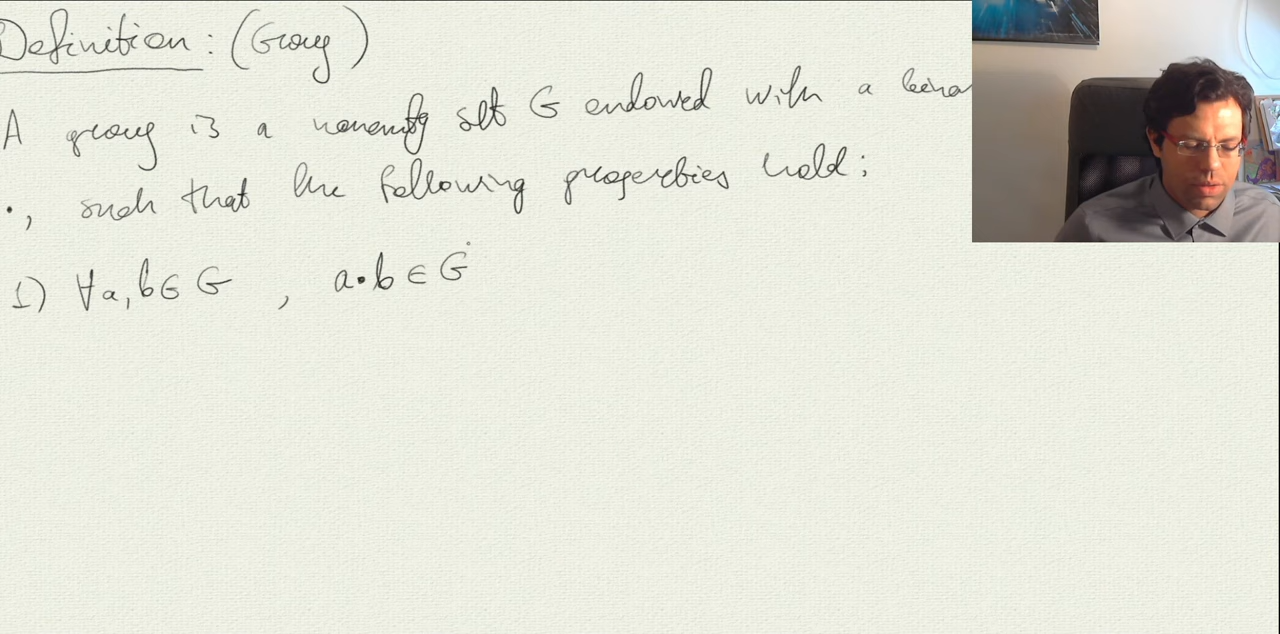 Definition: (Group)
A group is a nonempty set G endowed with a bina
•, such that the following properties hold:
1) ∀a, b ∈ G , a•b ∈ G